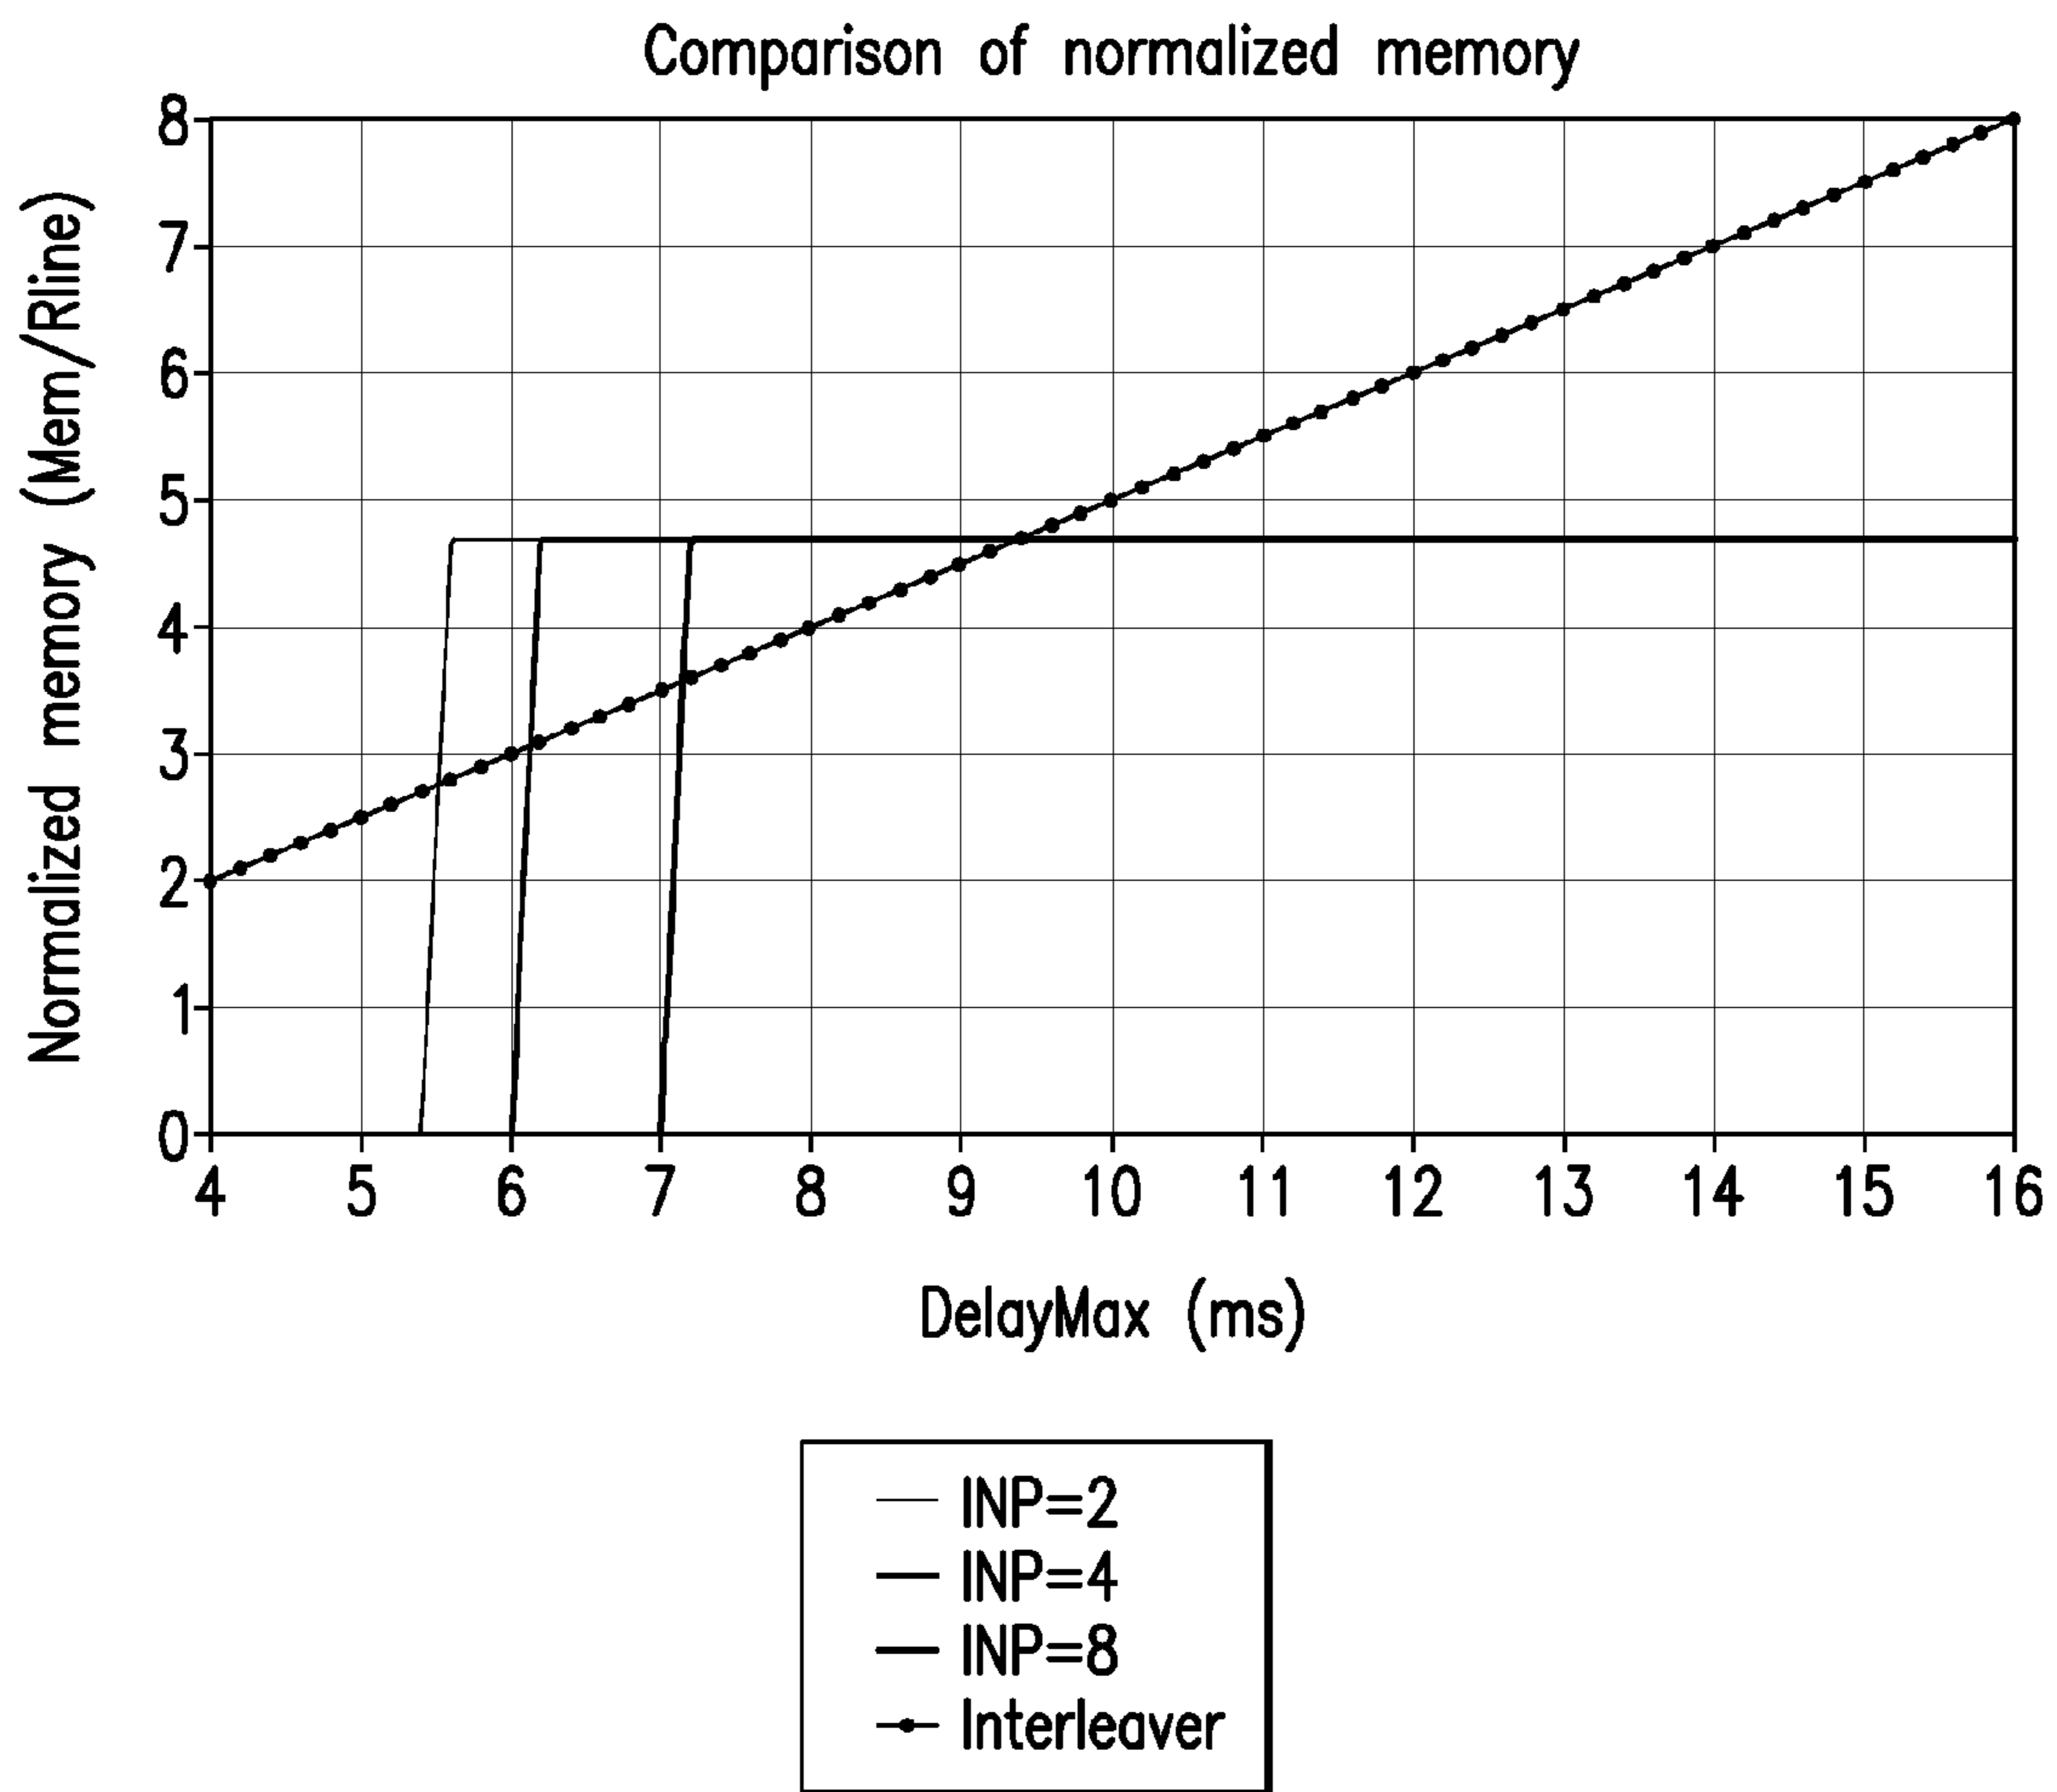 Comparison of normalized memory
Normalized memory (Mem/Rline)
8
7
6
5
4
3
2
1
0
4 5 6 7 8 9 10 11 12 13 14 15 16
DelayMax (ms)
INP=2
INP=4
INP=8
Interleaver